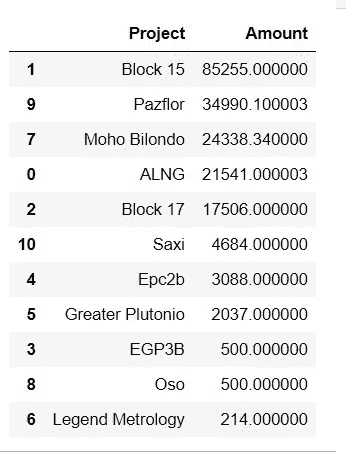 Project Amount
1 Block 15 85255.000000
9 Pazflor 34990.100003
7 Moho Bilondo 24338.340000
0 ALNG 21541.000003
2 Block 17 17506.000000
10 Saxi 4684.000000
4 Epc2b 3088.000000
5 Greater Plutonio 2037.000000
3 EGP3B 500.000000
8 Oso 500.000000
6 Legend Metrology 214.000000